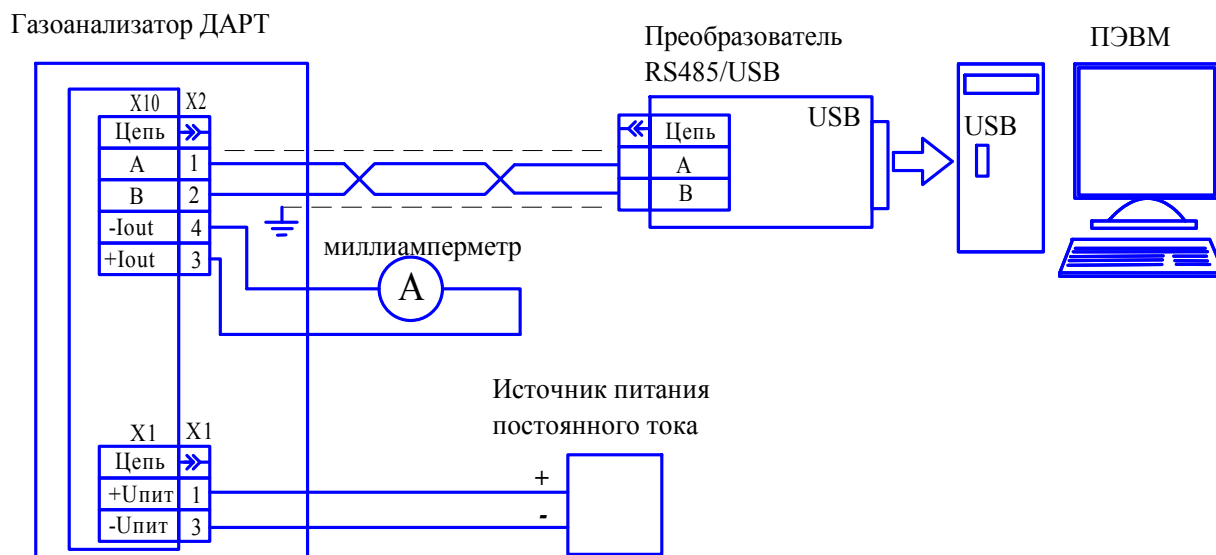 Газоанализатор ДАРТ
Преобразователь
RS485/USB
ПЭВМ
X10 X2
Цепь
A 1
B 2
-Iout 4
+Iout 3
миллиамперметр
A
Цепь
A
B
USB
USB
Источник питания
постоянного тока
X1 X1
Цепь
+Uпит 1
-Uпит 3
+
-